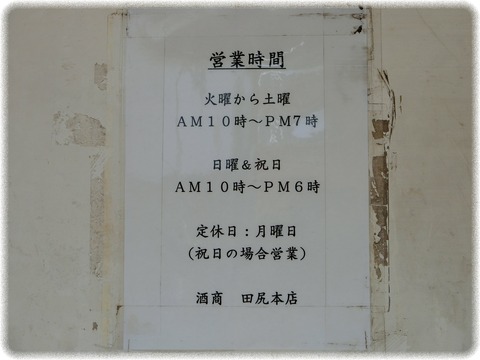 営業時間
火曜から土曜
ＡＭ１０時～ＰＭ７時
日曜＆祝日
ＡＭ１０時～ＰＭ６時
定休日：月曜日
（祝日の場合営業）
酒商　田尻本店